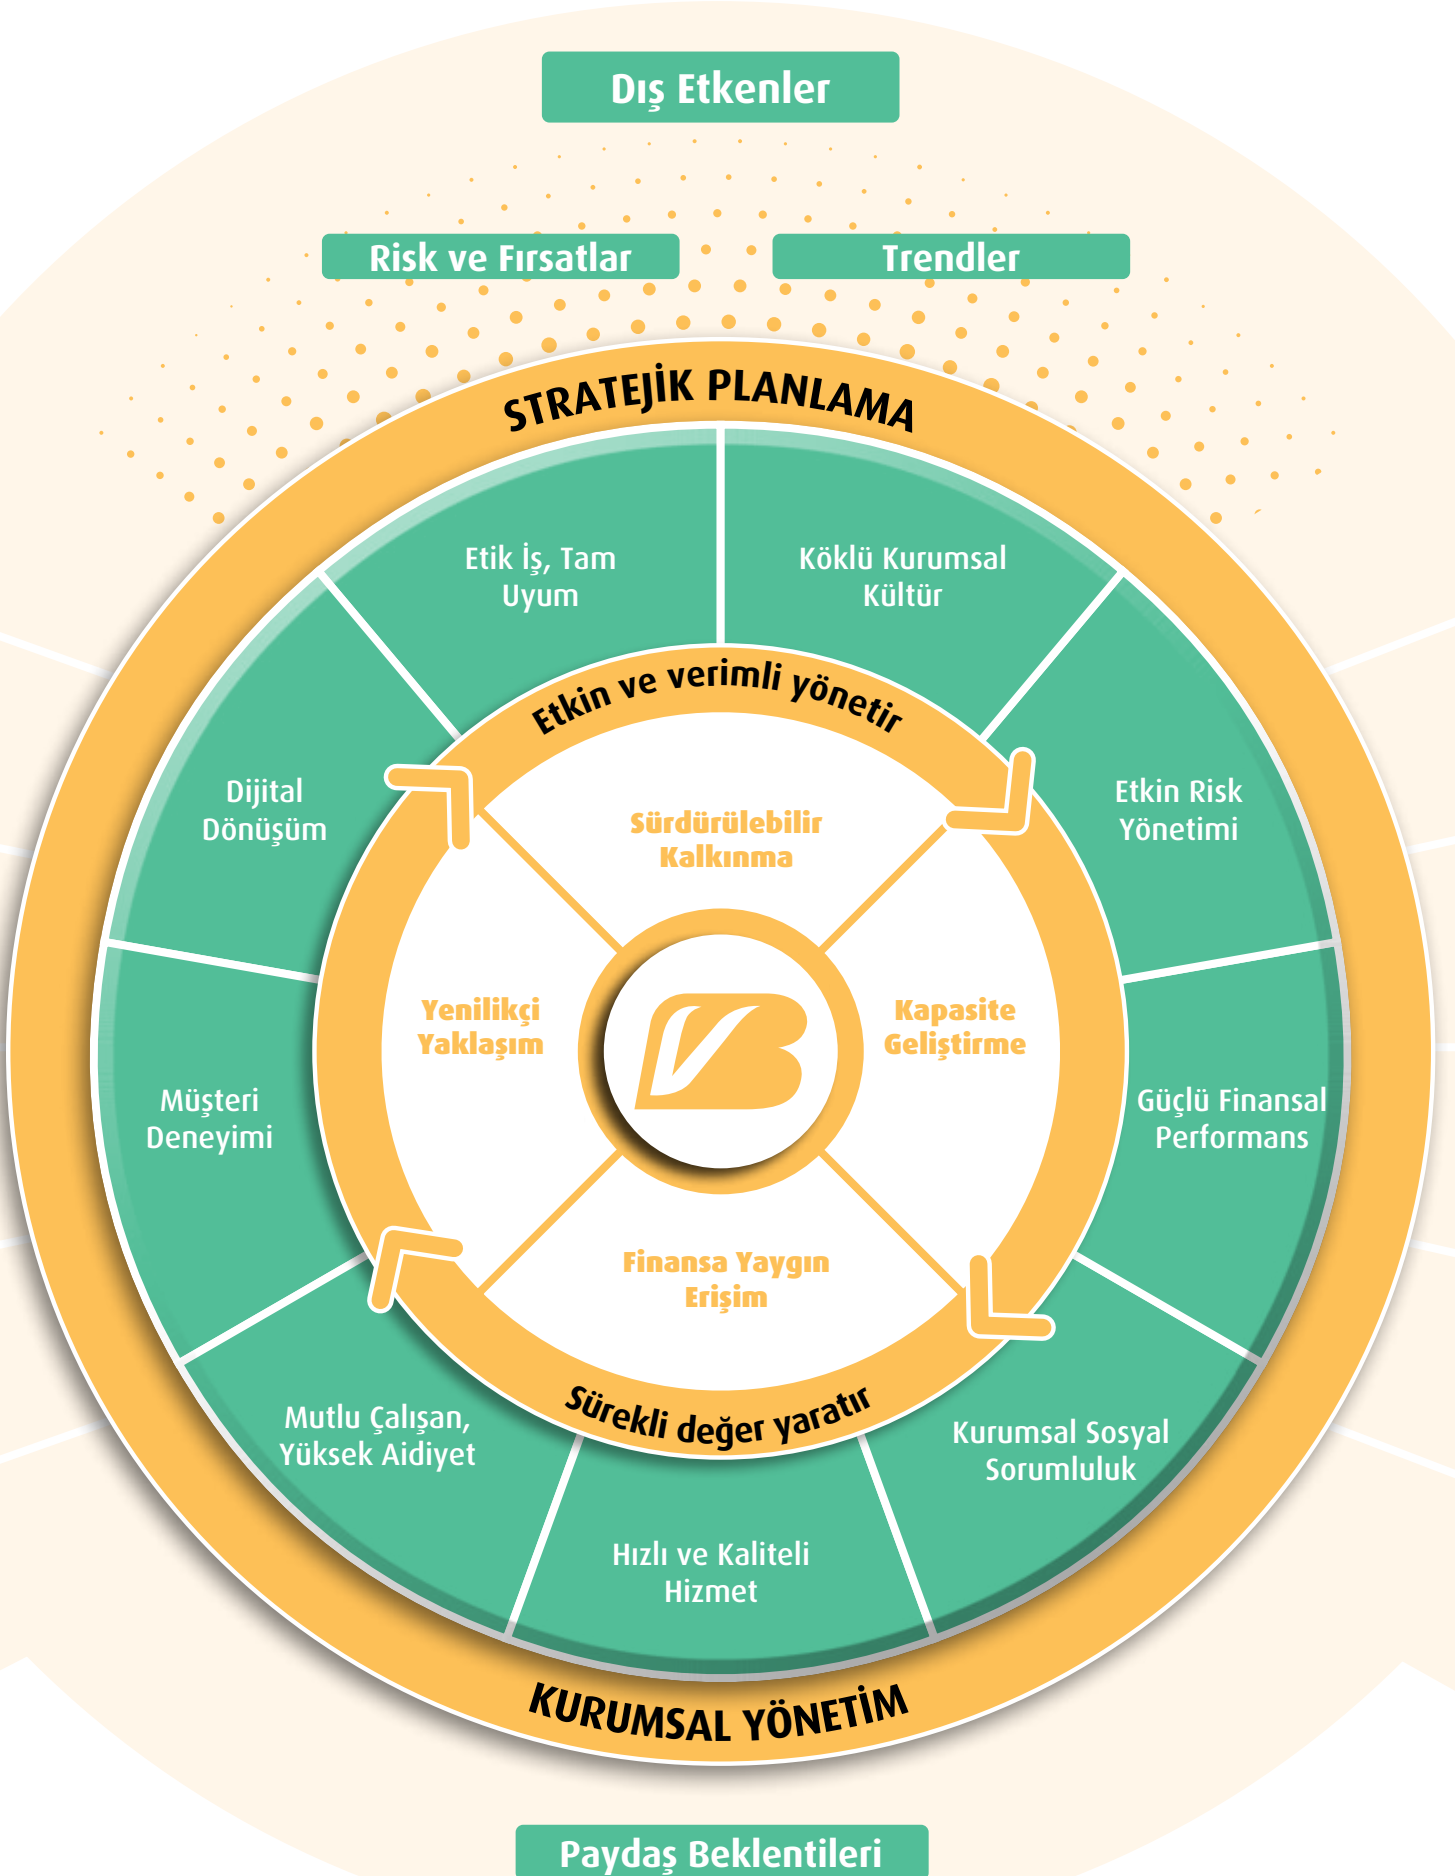 Dış Etkenler
Risk ve Fırsatlar
Trendler
STRATEJİK PLANLAMA
Etik İş, Tam
Uyum
Köklü Kurumsal
Kültür
Etkin Risk
Yönetimi
Güçlü Finansal
Performans
Kurumsal Sosyal
Sorumluluk
Hızlı ve Kaliteli
Hizmet
Mutlu Çalışan,
Yüksek Aidiyet
Müşteri
Deneyimi
Dijital
Dönüşüm
Etkin ve verimli yönetir
Sürdürülebilir
Kalkınma
Kapasite
Geliştirme
Finansa Yaygın
Erişim
Yenilikçi
Yaklaşım
Sürekli değer yaratır
KURUMSAL YÖNETİM
Paydaş Beklentileri